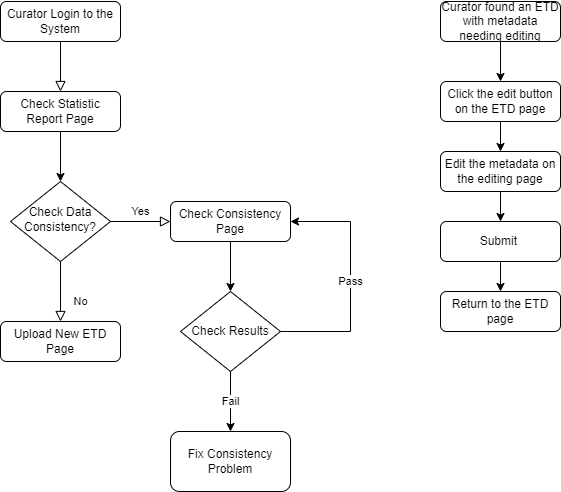 Curator Login to the
System
Check Statistic
Report Page
Check Data
Consistency?
Yes
No
Upload New ETD
Page
Check Consistency
Page
Pass
Check Results
Fail
Fix Consistency
Problem
Curator found an ETD
with metadata
needing editing
Click the edit button
on the ETD page
Edit the metadata on
the editing page
Submit
Return to the ETD
page